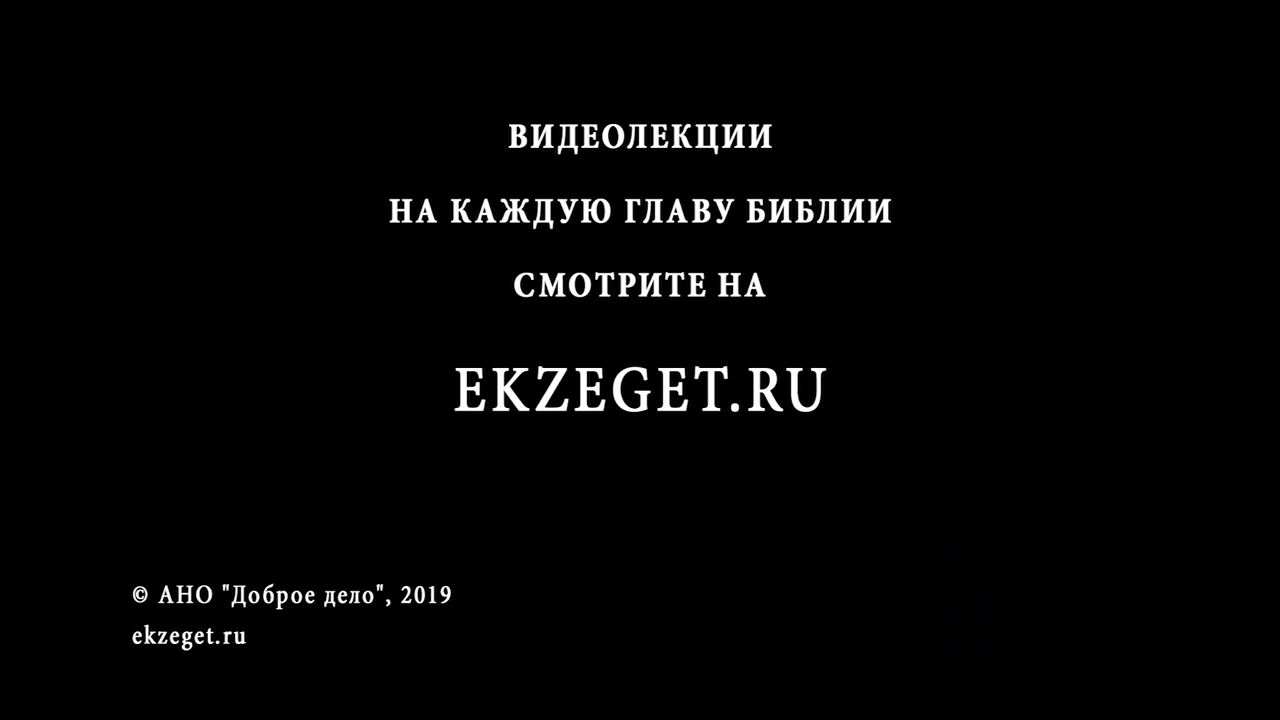 ВИДЕОЛЕКЦИИ
НА КАЖДУЮ ГЛАВУ БИБЛИИ
СМОТРИТЕ НА
EKZEGET.RU
© АНО "Доброе дело", 2019
ekzeget.ru